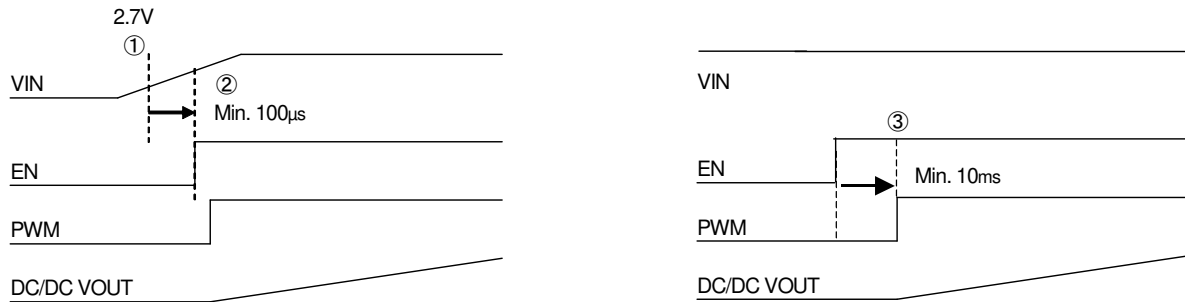 2.7V
①
VIN
②
Min. 100μs
EN
PWM
DC/DC VOUT
VIN
③
EN
Min. 10ms
PWM
DC/DC VOUT